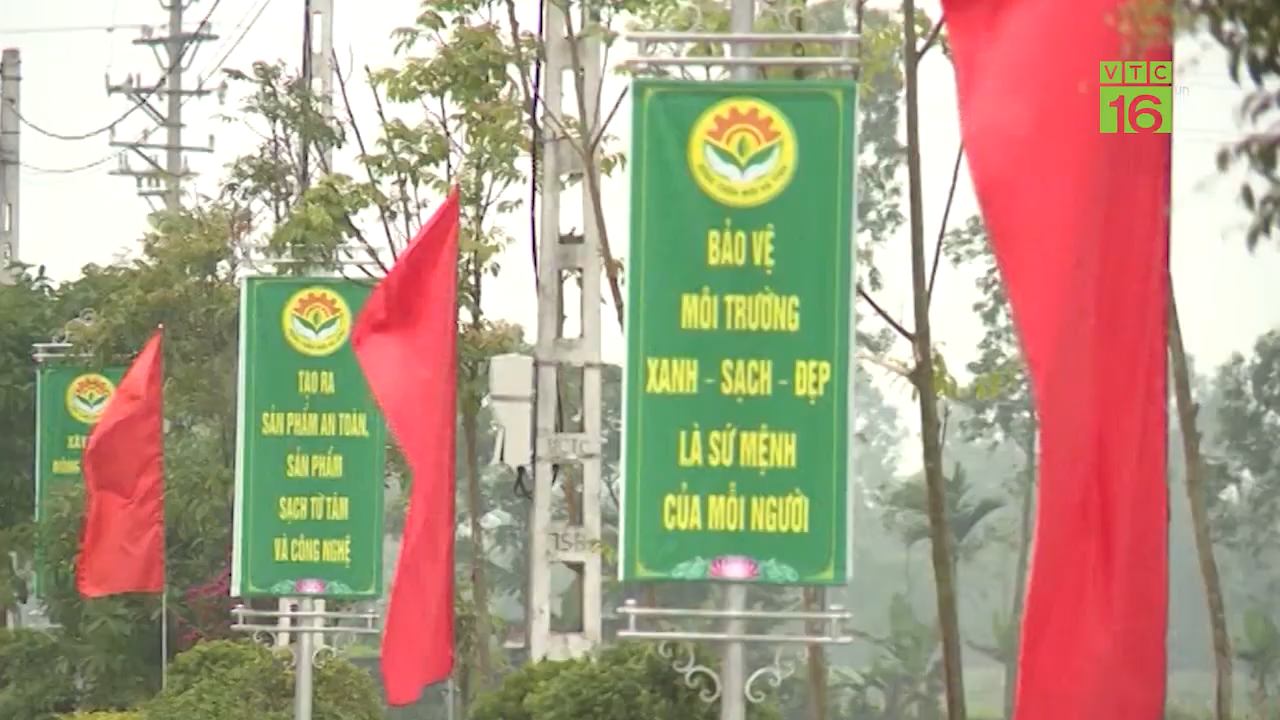 VTC
16
BẢO VỆ
MÔI TRƯỜNG
XANH - SẠCH - ĐẸP
LÀ SỨ MỆNH
CỦA MỖI NGƯỜI
TẠO RA
SẢN PHẨM AN TOÀN,
SẢN PHẨM
SẠCH TỪ TÂM
VÀ CÔNG NGHỆ